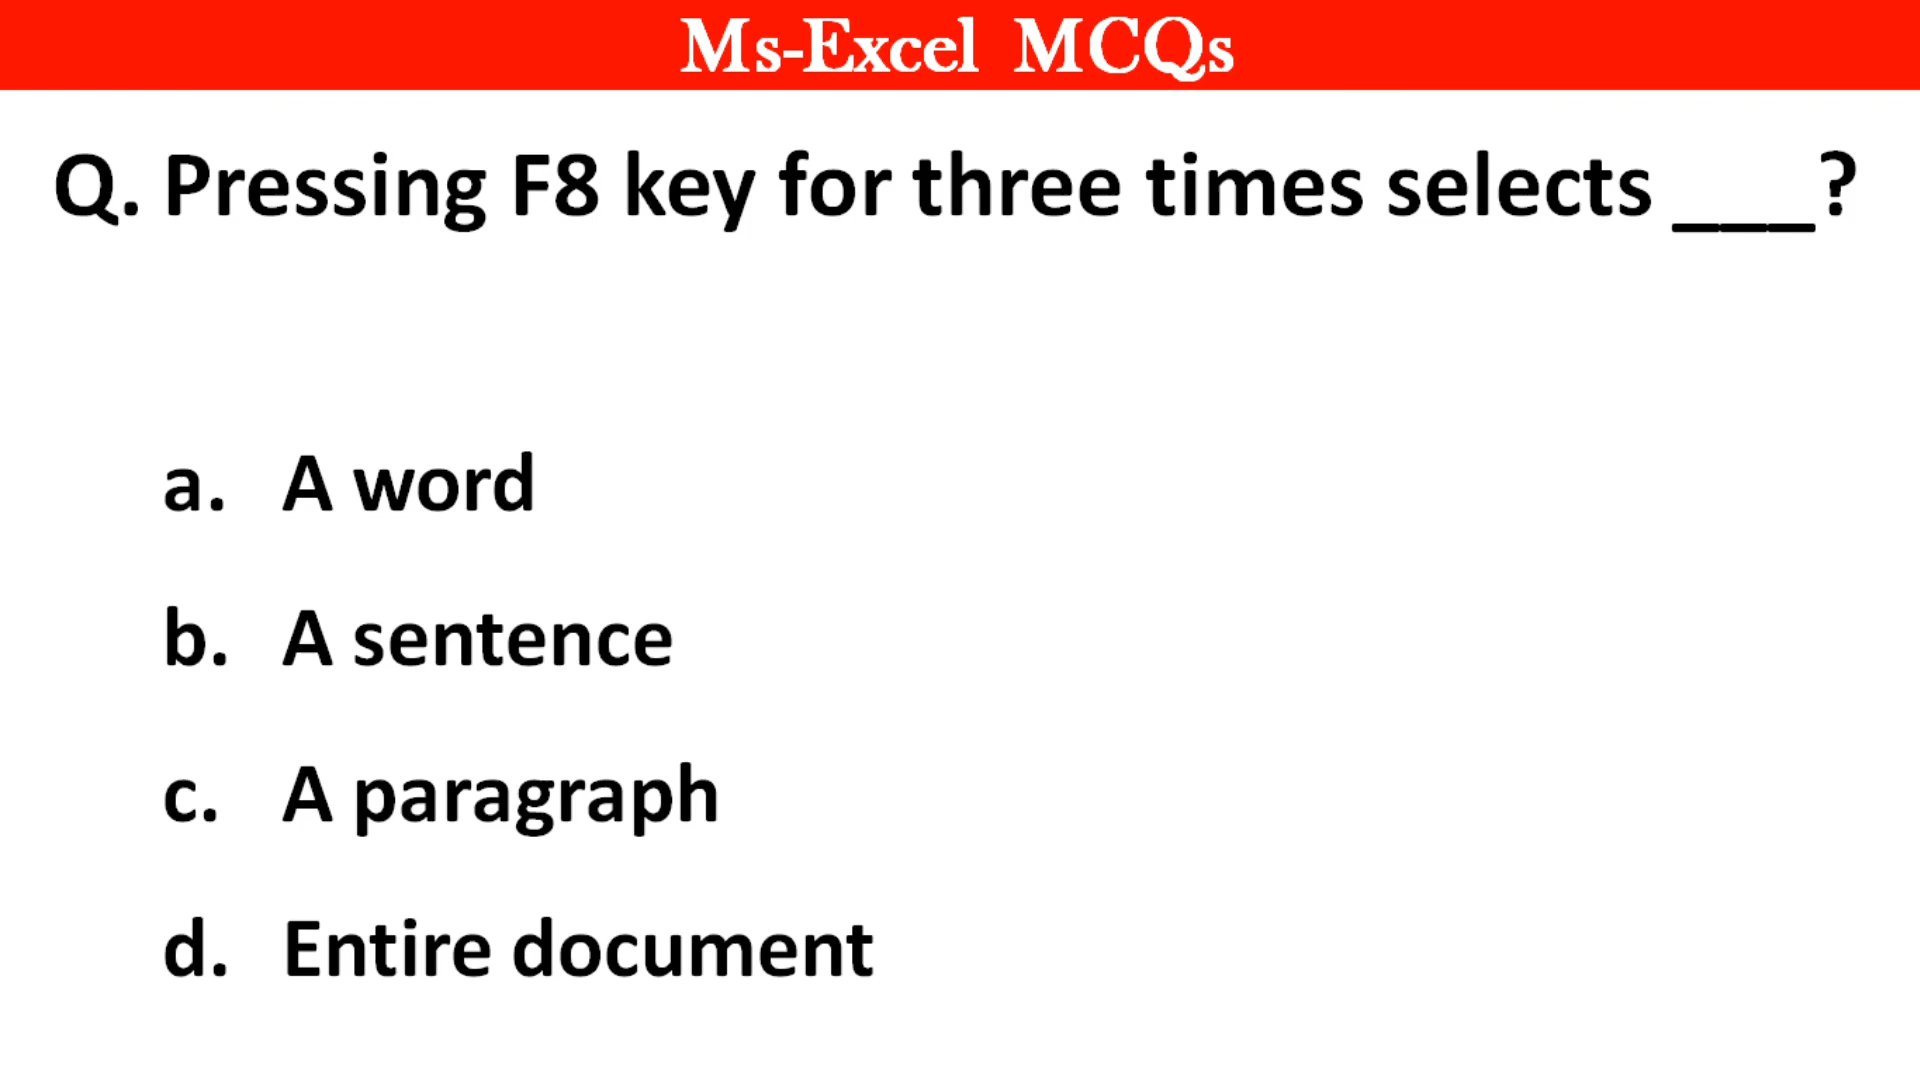 Ms-Excel MCQs
Q. Pressing F8 key for three times selects ___?
a. A word
b. A sentence
c. A paragraph
d. Entire document